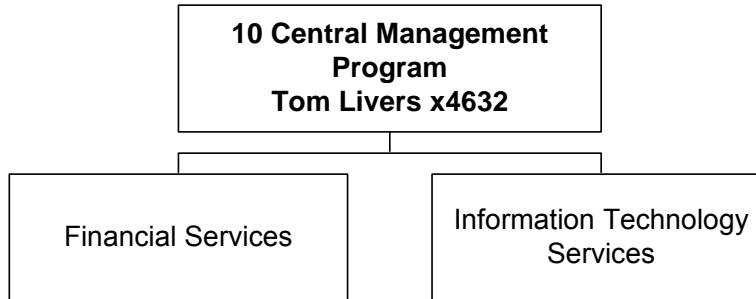 10 Central Management
Program
Tom Livers x4632
Financial Services
Information Technology
Services